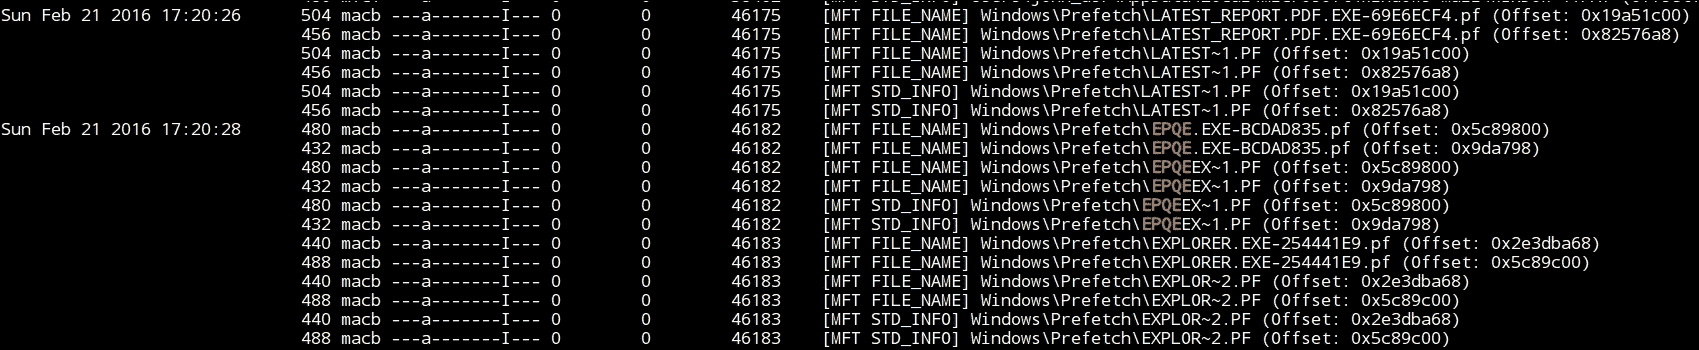 Sun Feb 21 2016 17:20:26 504 macb ---a-------I--- 0 0 46175 [MFT FILE_NAME] Windows\Prefetch\LATEST_REPORT.PDF.EXE-69E6ECF4.pf (Offset: 0x19a51c00)
456 macb ---a-------I--- 0 0 46175 [MFT FILE_NAME] Windows\Prefetch\LATEST_REPORT.PDF.EXE-69E6ECF4.pf (Offset: 0x82576a8)
504 macb ---a-------I--- 0 0 46175 [MFT FILE_NAME] Windows\Prefetch\LATEST~1.PF (Offset: 0x19a51c00)
456 macb ---a-------I--- 0 0 46175 [MFT FILE_NAME] Windows\Prefetch\LATEST~1.PF (Offset: 0x82576a8)
504 macb ---a-------I--- 0 0 46175 [MFT STD_INFO] Windows\Prefetch\LATEST~1.PF (Offset: 0x19a51c00)
456 macb ---a-------I--- 0 0 46175 [MFT STD_INFO] Windows\Prefetch\LATEST~1.PF (Offset: 0x82576a8)
Sun Feb 21 2016 17:20:28 480 macb ---a-------I--- 0 0 46182 [MFT FILE_NAME] Windows\Prefetch\EPQE.EXE-BCDAD835.pf (Offset: 0x5c89800)
432 macb ---a-------I--- 0 0 46182 [MFT FILE_NAME] Windows\Prefetch\EPQE.EXE-BCDAD835.pf (Offset: 0x9da798)
480 macb ---a-------I--- 0 0 46182 [MFT FILE_NAME] Windows\Prefetch\EPQEEX~1.PF (Offset: 0x5c89800)
432 macb ---a-------I--- 0 0 46182 [MFT FILE_NAME] Windows\Prefetch\EPQEEX~1.PF (Offset: 0x9da798)
480 macb ---a-------I--- 0 0 46182 [MFT STD_INFO] Windows\Prefetch\EPQEEX~1.PF (Offset: 0x5c89800)
432 macb ---a-------I--- 0 0 46182 [MFT STD_INFO] Windows\Prefetch\EPQEEX~1.PF (Offset: 0x9da798)
440 macb ---a-------I--- 0 0 46183 [MFT FILE_NAME] Windows\Prefetch\EXPLORER.EXE-254441E9.pf (Offset: 0x2e3dba68)
488 macb ---a-------I--- 0 0 46183 [MFT FILE_NAME] Windows\Prefetch\EXPLORER.EXE-254441E9.pf (Offset: 0x5c89c00)
440 macb ---a-------I--- 0 0 46183 [MFT FILE_NAME] Windows\Prefetch\EXPLOR~2.PF (Offset: 0x2e3dba68)
488 macb ---a-------I--- 0 0 46183 [MFT FILE_NAME] Windows\Prefetch\EXPLOR~2.PF (Offset: 0x5c89c00)
440 macb ---a-------I--- 0 0 46183 [MFT STD_INFO] Windows\Prefetch\EXPLOR~2.PF (Offset: 0x2e3dba68)
488 macb ---a-------I--- 0 0 46183 [MFT STD_INFO] Windows\Prefetch\EXPLOR~2.PF (Offset: 0x5c89c00)